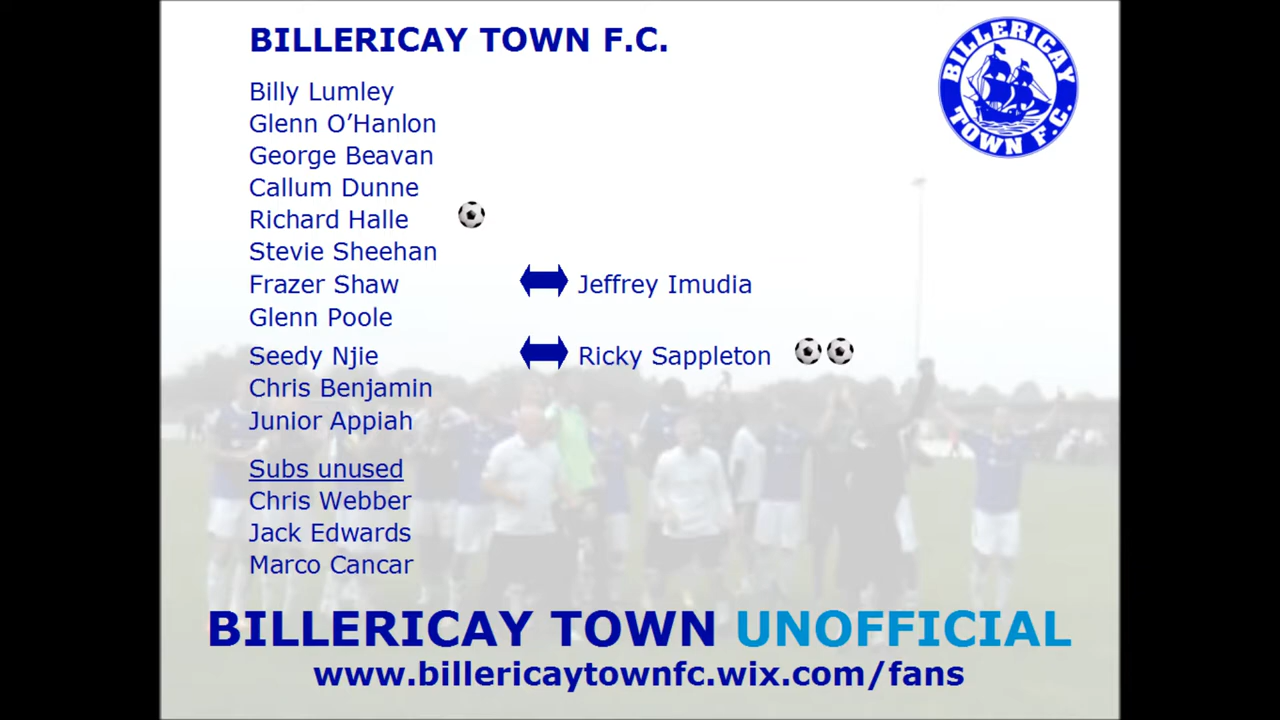 BILLERICAY TOWN F.C.
BILLERICAY
TOWN F.C.
Billy Lumley
Glenn O’Hanlon
George Beavan
Callum Dunne
Richard Halle
Stevie Sheehan
Frazer Shaw Jeffrey Imudia
Glenn Poole
Seedy Njie Ricky Sappleton
Chris Benjamin
Junior Appiah
Subs unused
Chris Webber
Jack Edwards
Marco Cancar
BILLERICAY TOWN UNOFFICIAL
www.billericaytownfc.wix.com/fans